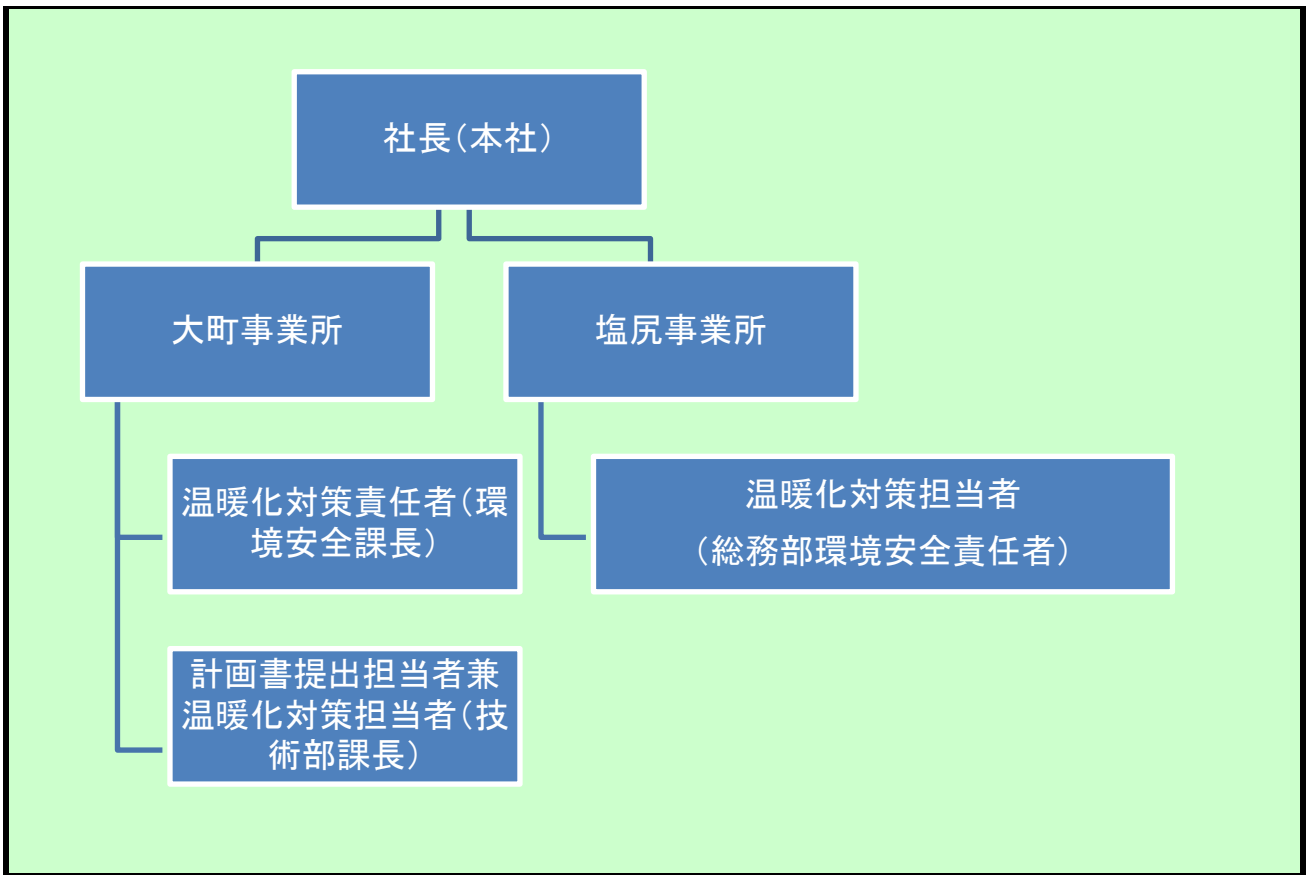 社長（本社）
大町事業所
塩尻事業所
温暖化対策責任者（環
境安全課長）
温暖化対策担当者
（総務部環境安全責任者）
計画書提出担当者兼
温暖化対策担当者（技
術部課長）